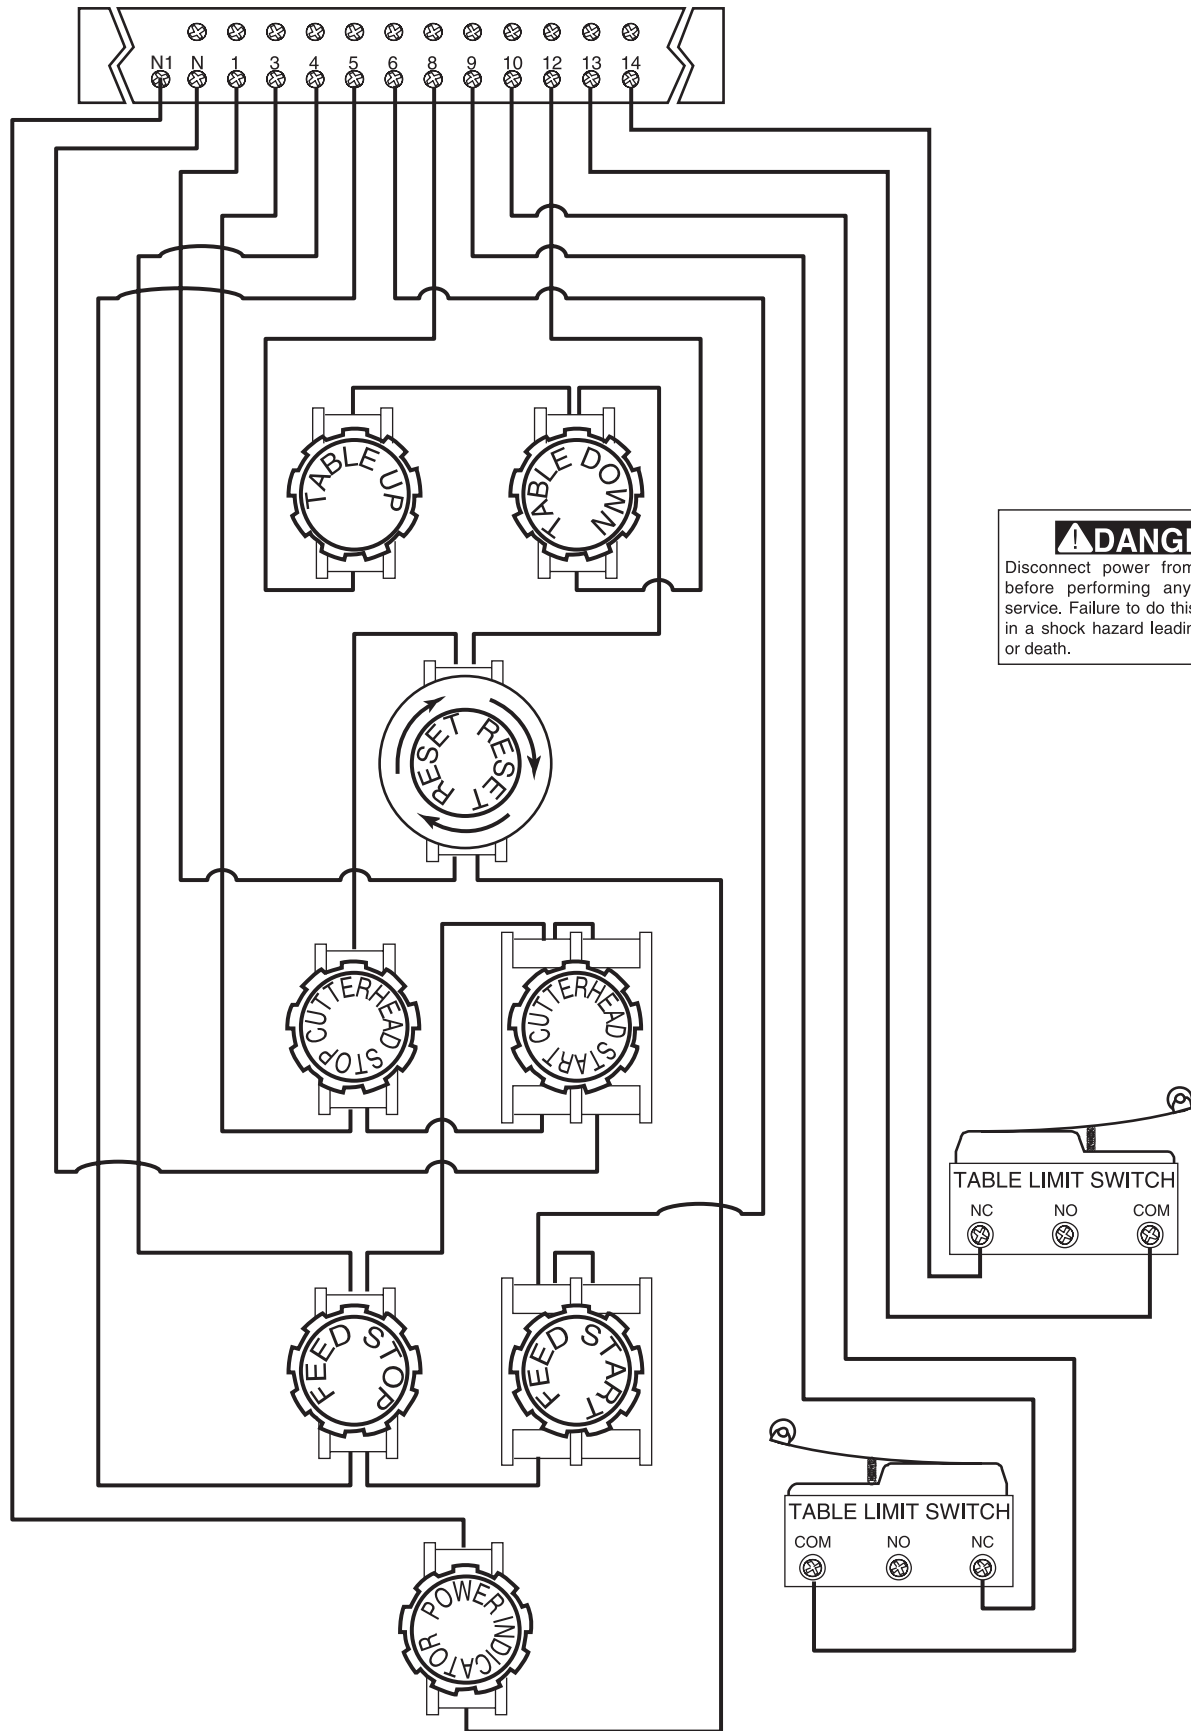 N1 N 1 3 4 5 6 8 9 10 12 13 14
TABLE UP
TABLE DOWN
Disconnect power from
before performing any
service. Failure to do this
in a shock hazard leadin
or death.
RESET RESET
CUTTERHEAD STOP
CUTTERHEAD START
TABLE LIMIT SWITCH
NC NO COM
FEED STOP
FEED START
TABLE LIMIT SWITCH
COM NO NC
POWER INDICATOR